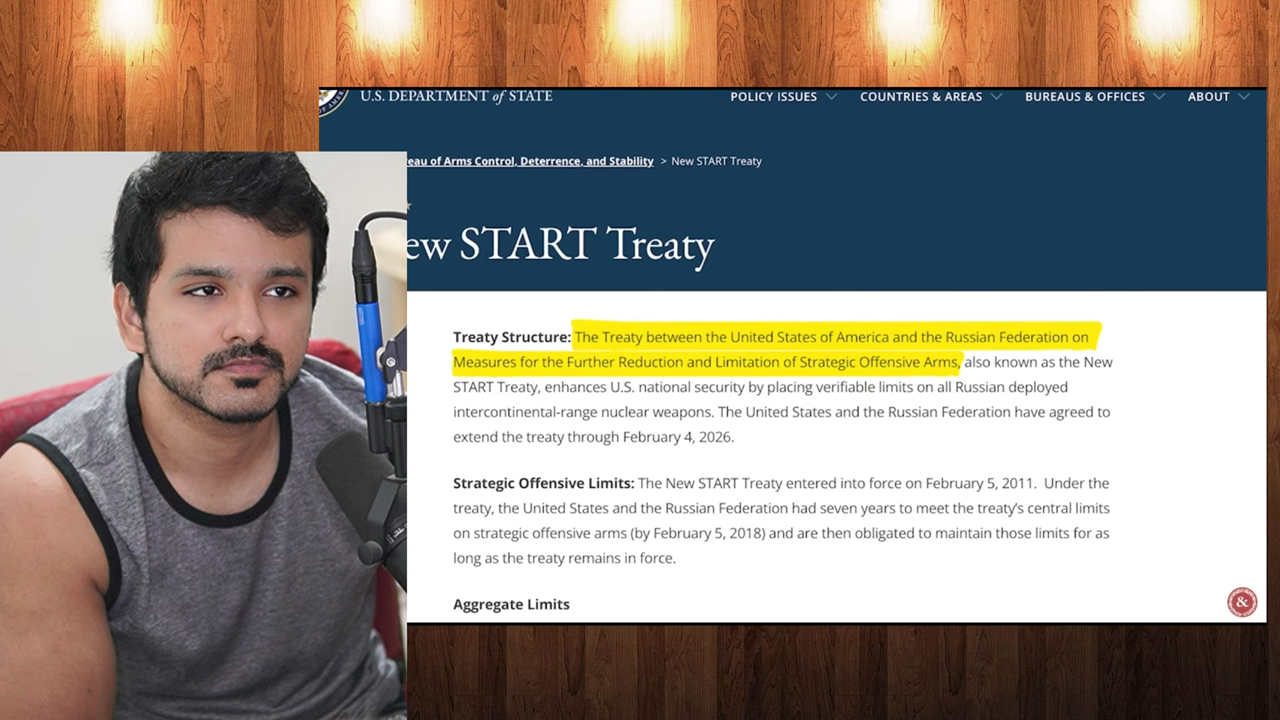 U.S. DEPARTMENT of STATE
POLICY ISSUES COUNTRIES & AREAS BUREAUS & OFFICES ABOUT
eau of Arms Control, Deterrence, and Stability > New START Treaty
ew START Treaty
Treaty Structure: The Treaty between the United States of America and the Russian Federation on
Measures for the Further Reduction and Limitation of Strategic Offensive Arms, also known as the New
START Treaty, enhances U.S. national security by placing verifiable limits on all Russian deployed
intercontinental-range nuclear weapons. The United States and the Russian Federation have agreed to
extend the treaty through February 4, 2026.
Strategic Offensive Limits: The New START Treaty entered into force on February 5, 2011. Under the
treaty, the United States and the Russian Federation had seven years to meet the treaty’s central limits
on strategic offensive arms (by February 5, 2018) and are then obligated to maintain those limits for as
long as the treaty remains in force.
Aggregate Limits
&